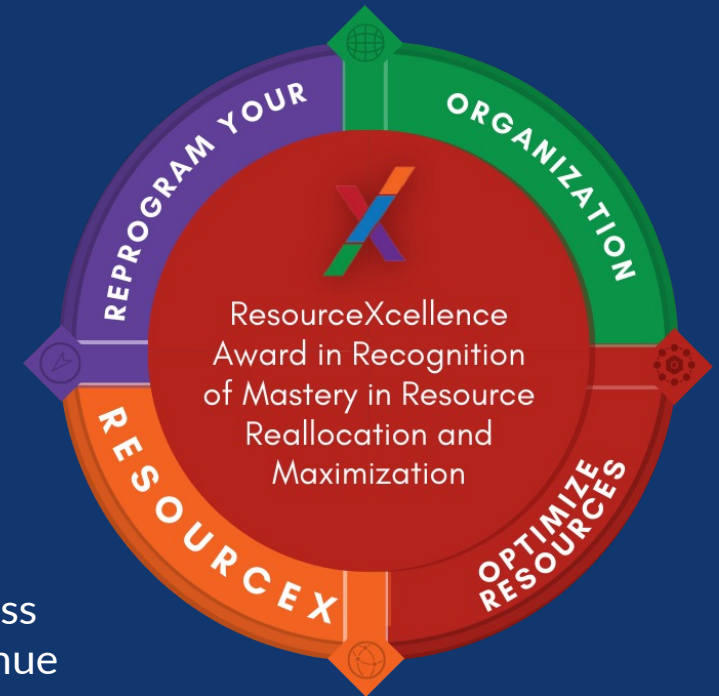 REPROGRAM YOUR
ORGANIZATION
ResourceXcellence
Award in Recognition
of Mastery in Resource
Reallocation and
Maximization
RESOURCEX
OPTIMIZE
RESOURCES